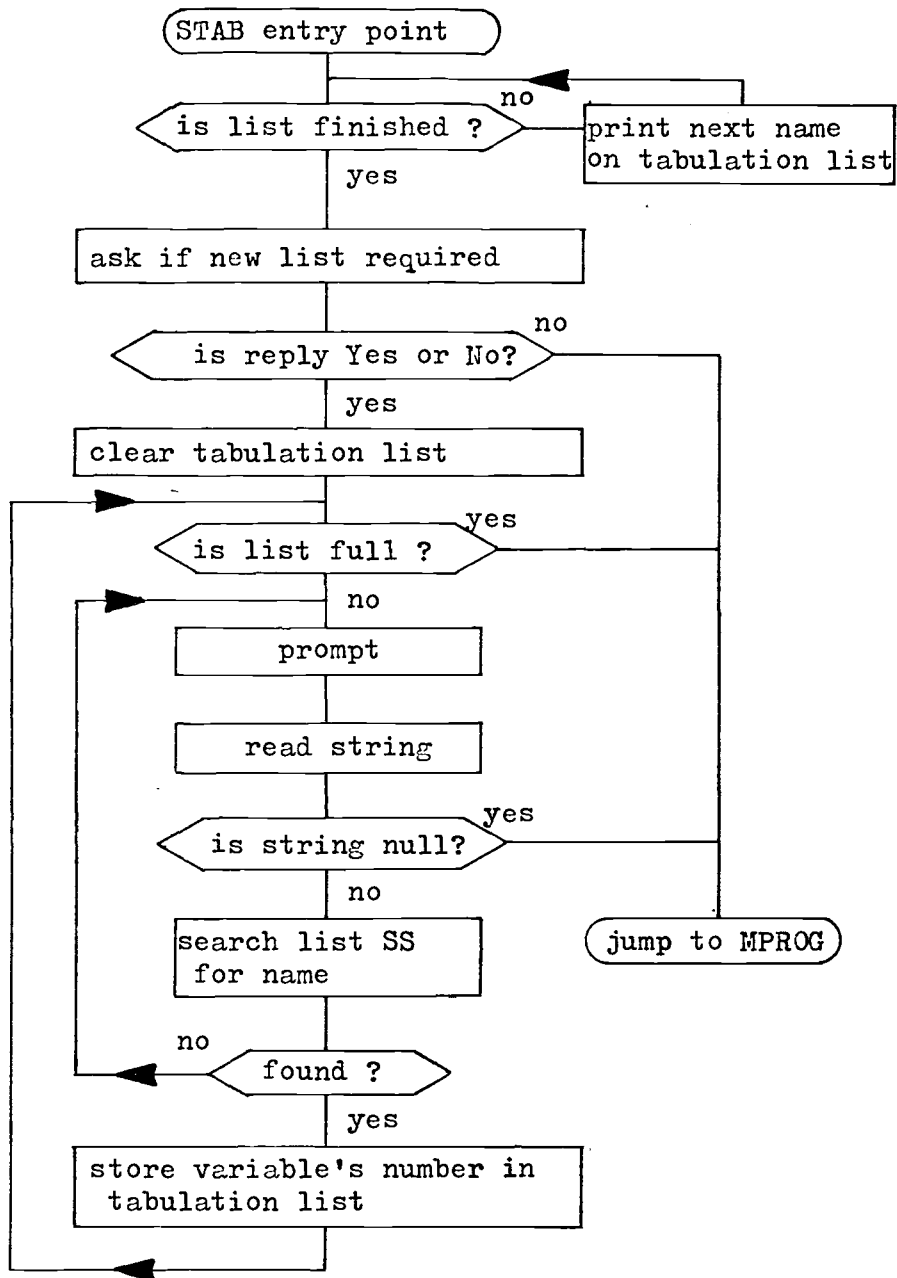 STAB entry point
no
is list finished ?
print next name
on tabulation list
yes
ask if new list required
no
is reply Yes or No?
yes
clear tabulation list
yes
is list full ?
no
prompt
read string
yes
is string null?
no
search list SS
for name
jump to MPROG
no
found ?
yes
store variable's number in
tabulation list